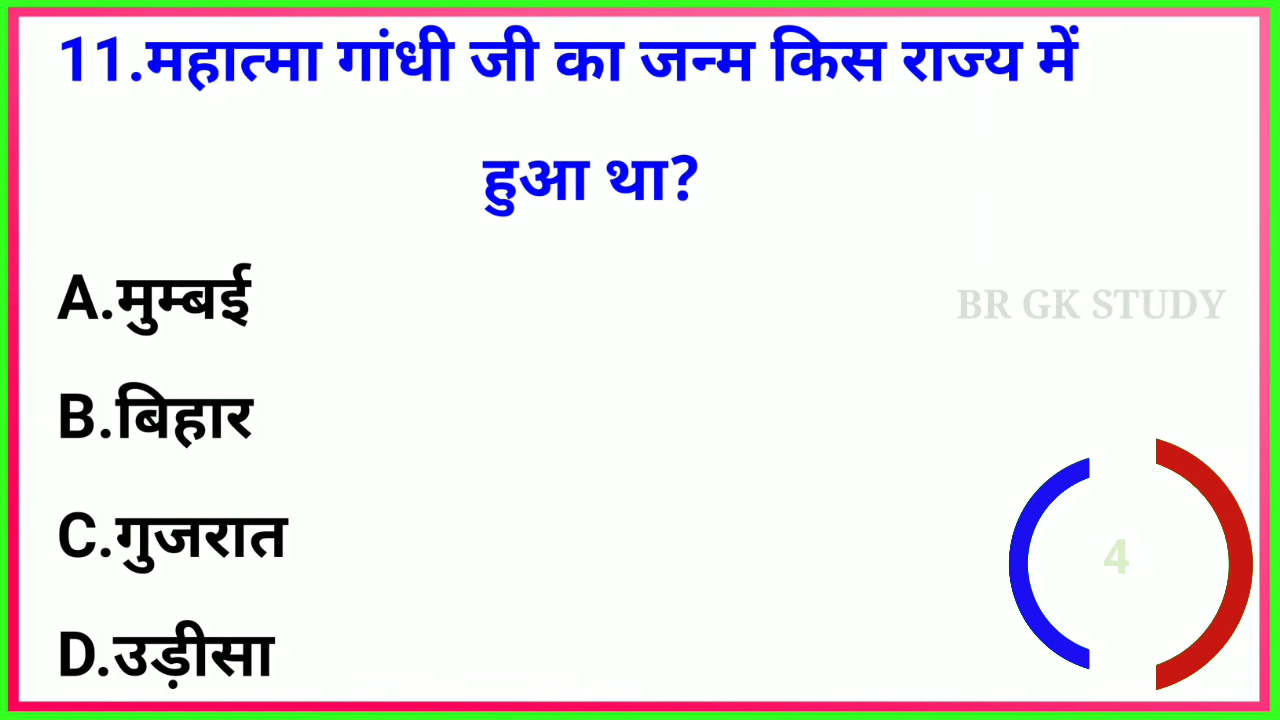 11.महात्मा गांधी जी का जन्म किस राज्य में
हुआ था?
A.मुम्बई
BR GK STUDY
B.बिहार
C.गुजरात
4
D.उड़ीसा